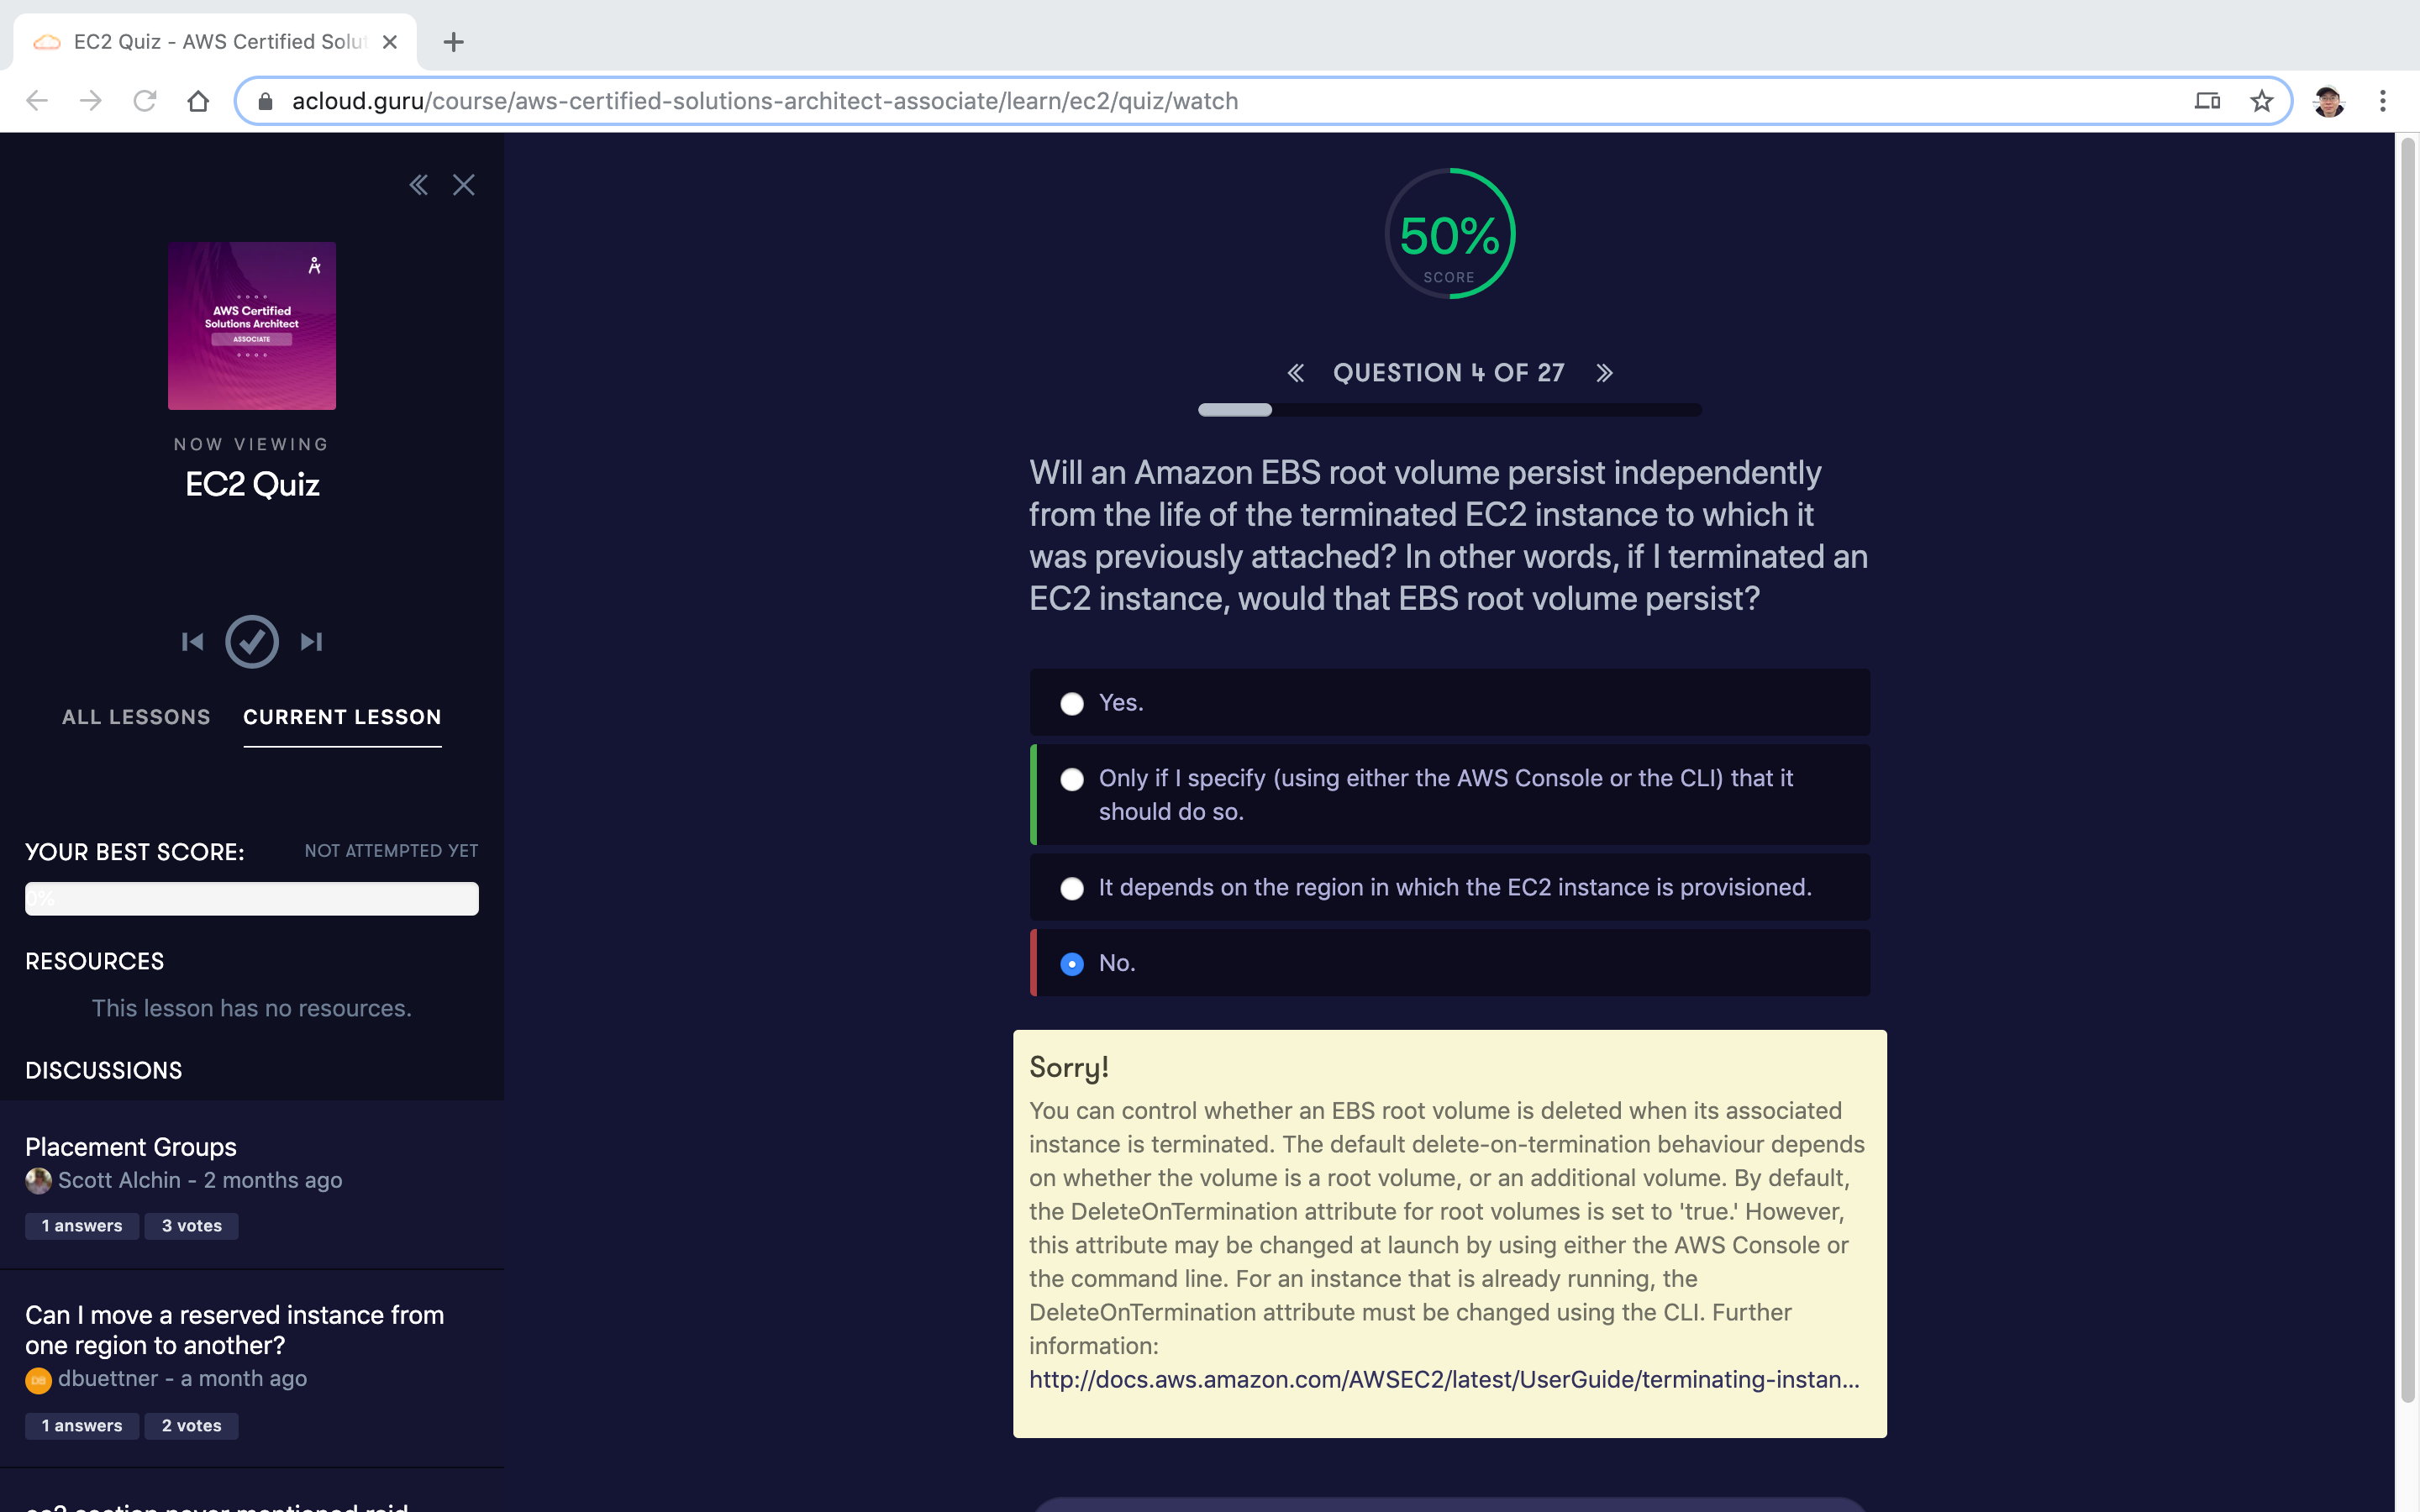 EC2 Quiz - AWS Certified Solu
acloud.guru/course/aws-certified-solutions-architect-associate/learn/ec2/quiz/watch
AWS Certified
Solutions Architect
ASSOCIATE
NOW VIEWING
EC2 Quiz
ALL LESSONS
CURRENT LESSON
YOUR BEST SCORE:
NOT ATTEMPTED YET
0%
RESOURCES
This lesson has no resources.
DISCUSSIONS
Placement Groups
Scott Alchin - 2 months ago
1 answers
3 votes
Can I move a reserved instance from
one region to another?
dbuettner - a month ago
1 answers
2 votes
ec2 section never mentioned raid
50%
SCORE
QUESTION 4 OF 27
Will an Amazon EBS root volume persist independently
from the life of the terminated EC2 instance to which it
was previously attached? In other words, if I terminated an
EC2 instance, would that EBS root volume persist?
Yes.
Only if I specify (using either the AWS Console or the CLI) that it
should do so.
It depends on the region in which the EC2 instance is provisioned.
No.
Sorry!
You can control whether an EBS root volume is deleted when its associated
instance is terminated. The default delete-on-termination behaviour depends
on whether the volume is a root volume, or an additional volume. By default,
the DeleteOnTermination attribute for root volumes is set to 'true.' However,
this attribute may be changed at launch by using either the AWS Console or
the command line. For an instance that is already running, the
DeleteOnTermination attribute must be changed using the CLI. Further
information:
http://docs.aws.amazon.com/AWSEC2/latest/UserGuide/terminating-instan...